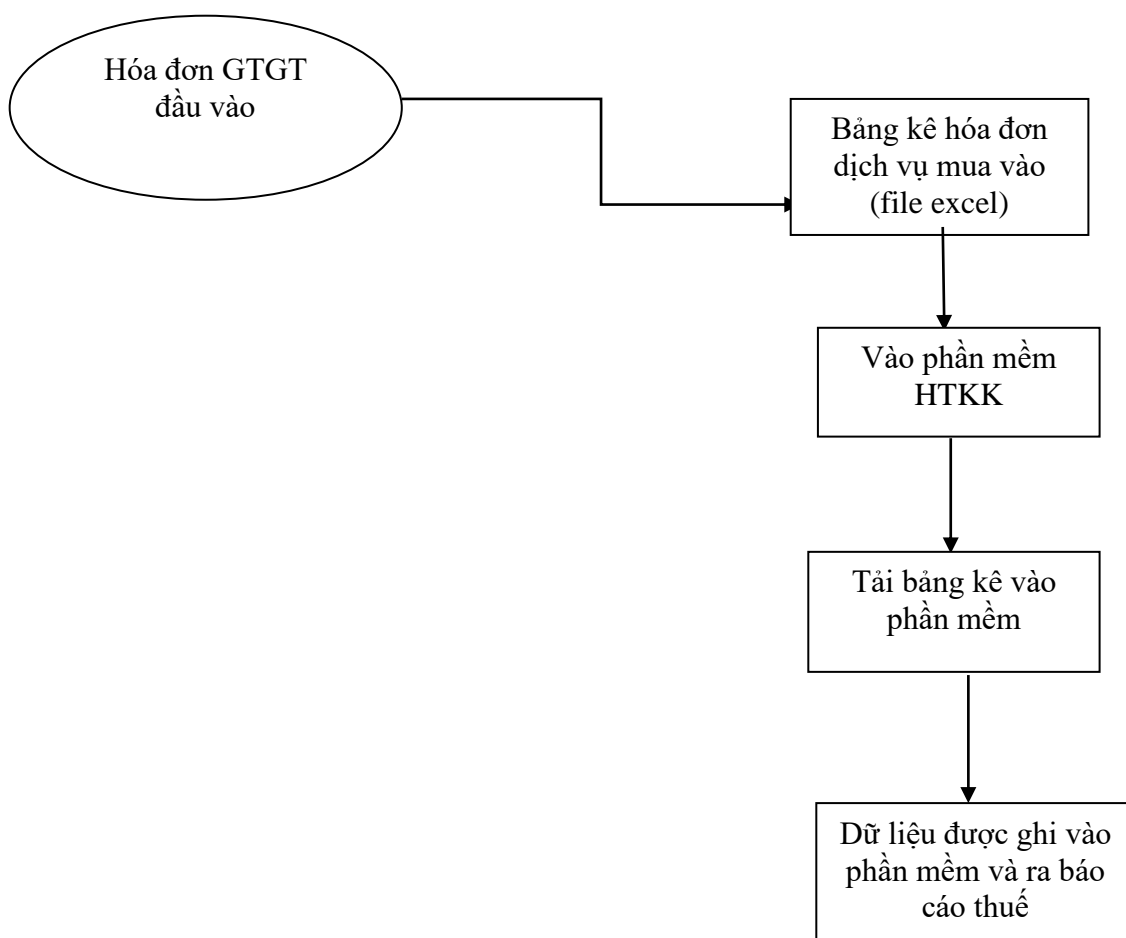 Hóa đơn GTGT
đầu vào
Bảng kê hóa đơn
dịch vụ mua vào
(file excel)
Vào phần mềm
HTKK
Tải bảng kê vào
phần mềm
Dữ liệu được ghi vào
phần mềm và ra báo
cáo thuế